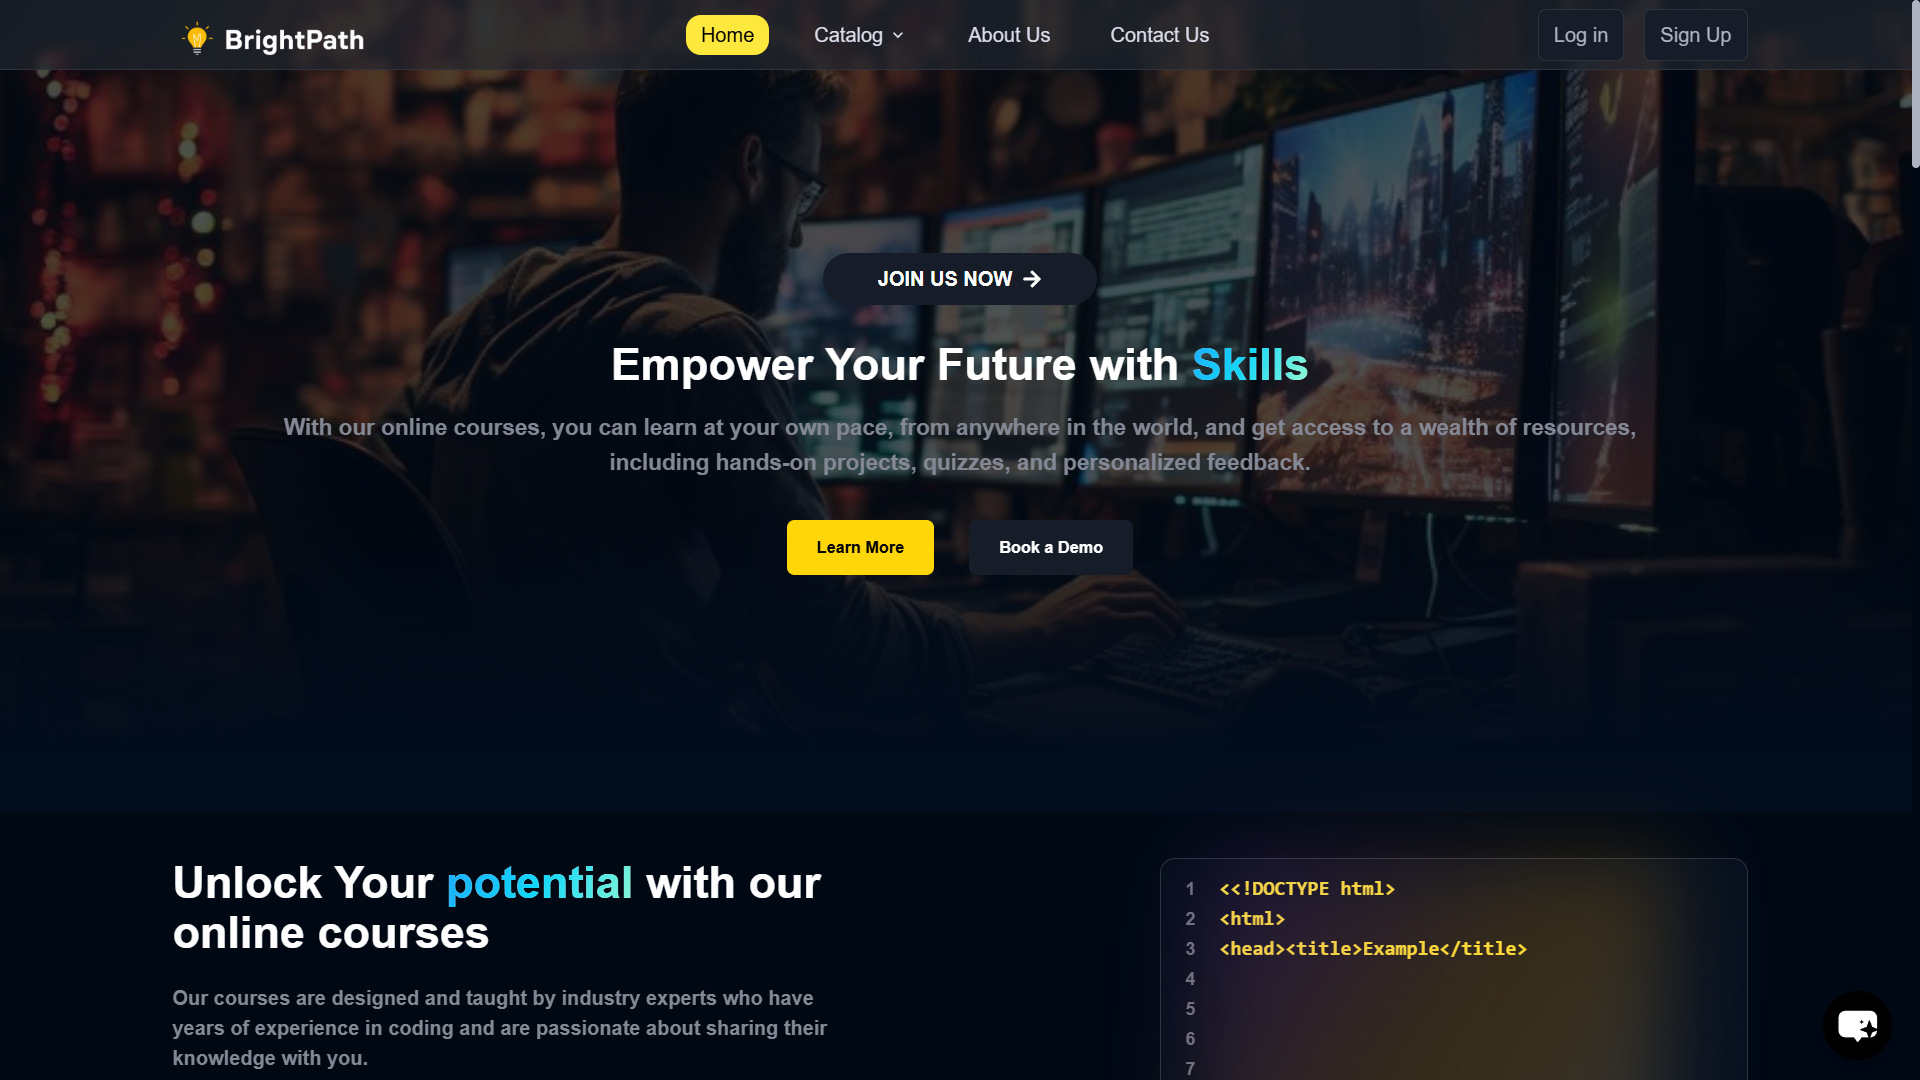 BrightPath
Home
Catalog
About Us
Contact Us
Log in
Sign Up
JOIN US NOW
Empower Your Future with Skills
With our online courses, you can learn at your own pace, from anywhere in the world, and get access to a wealth of resources,
including hands-on projects, quizzes, and personalized feedback.
Learn More
Book a Demo
Unlock Your potential with our
online courses
Our courses are designed and taught by industry experts who have
years of experience in coding and are passionate about sharing their
knowledge with you.
1 <<!DOCTYPE html>
2 <html>
3 <head><title>Example</title>
4
5
6
7